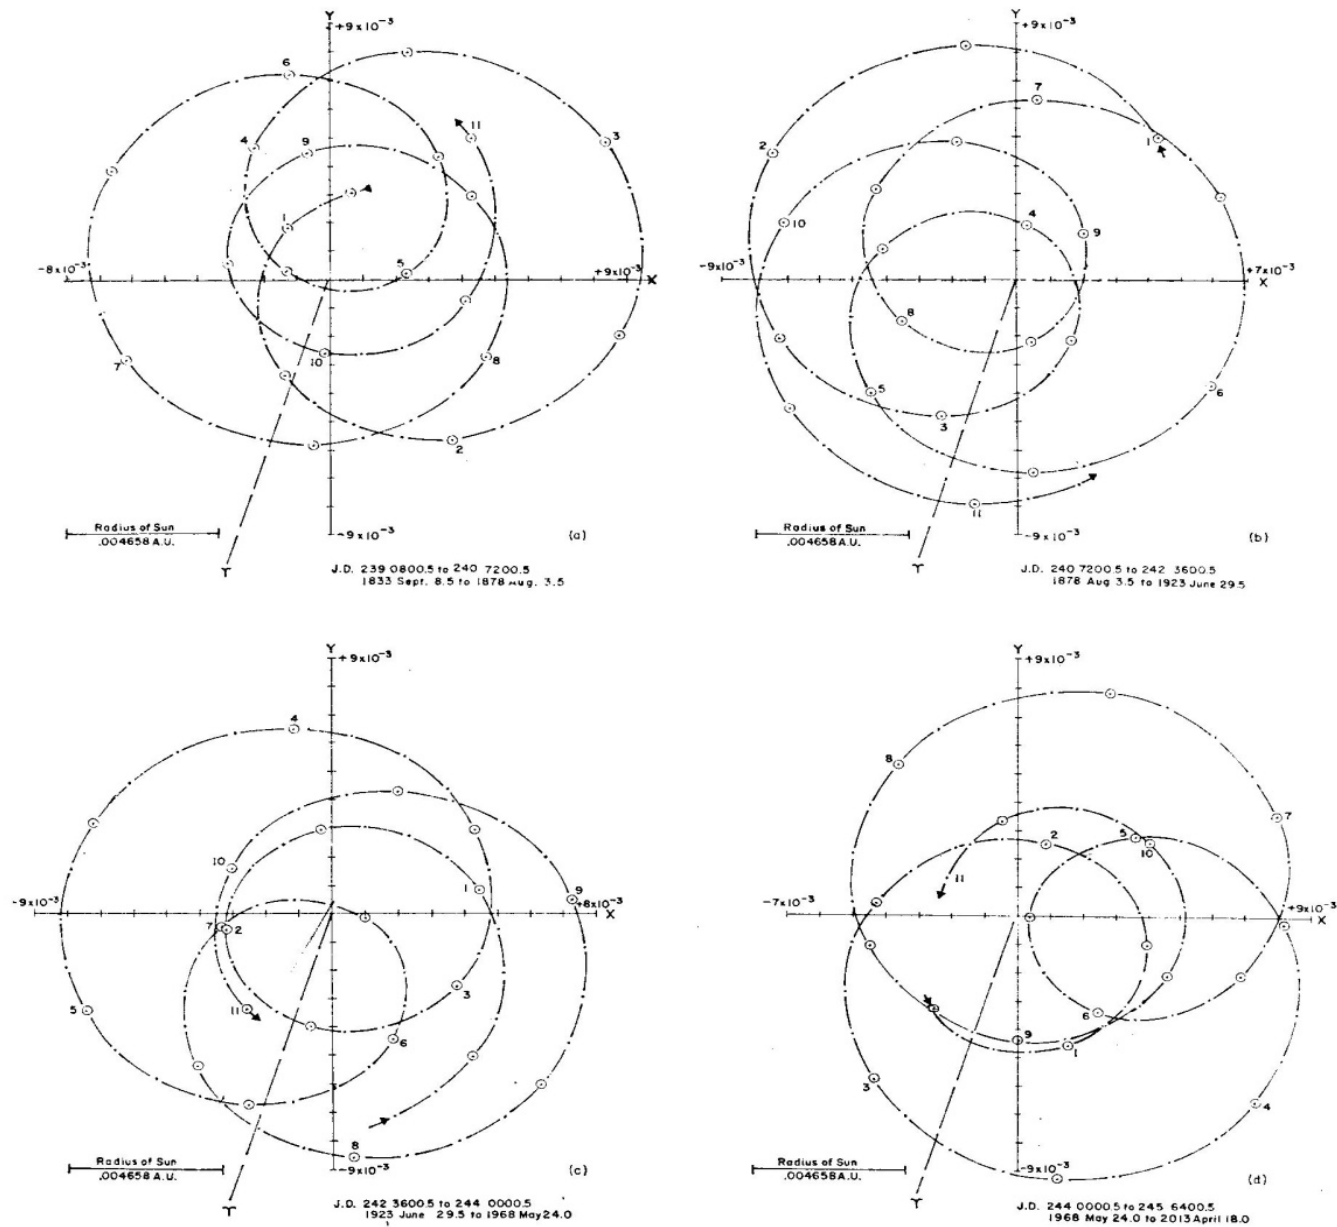 Y
+9x10⁻³
6
11
3
4
9
1
5
-8x10⁻³
+9x10⁻³
X
10
8
7
2
Radius of Sun
.004658 A.U.
-9x10⁻³
(a)
♈
J.D. 239 0800.5 to 240 7200.5
1833 Sept. 8.5 to 1878 Aug. 3.5
Y
+9x10⁻³
7
2
1
10
4
9
-9x10⁻³
+7x10⁻³
X
8
5
6
3
11
Radius of Sun
.004658 A.U.
-9x10⁻³
(b)
♈
J.D. 240 7200.5 to 242 3600.5
1878 Aug 3.5 to 1923 June 29.5
Y
+9x10⁻³
4
10
1
9
-9x10⁻³
+8x10⁻³
X
7
2
3
5
11
6
8
Radius of Sun
.004658 A.U.
-9x10⁻³
(c)
♈
J.D. 242 3600.5 to 244 0000.5
1923 June 29.5 to 1968 May 24.0
Y
+9x10⁻³
8
7
2
5
10
11
-7x10⁻³
+9x10⁻³
X
6
9
1
3
4
Radius of Sun
.004658 A.U.
-9x10⁻³
(d)
♈
J.D. 244 0000.5 to 245 6400.5
1968 May 24.0 to 2013 April 18.0